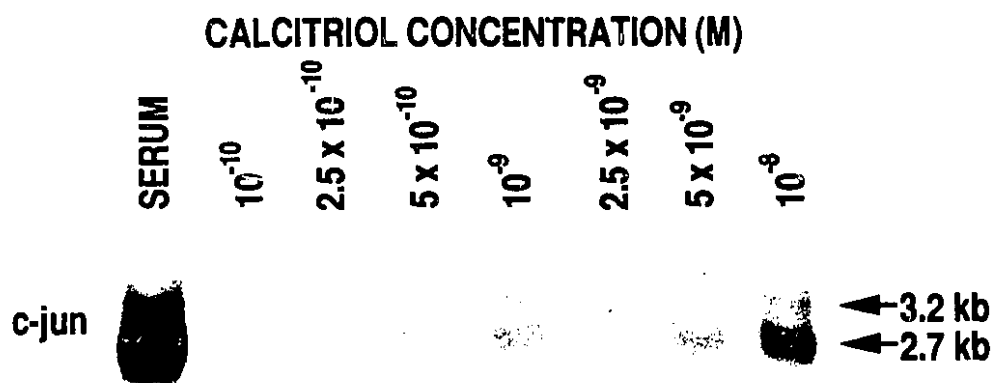 CALCITRIOL CONCENTRATION (M)
SERUM
10⁻¹⁰
2.5 x 10⁻¹⁰
5 x 10⁻¹⁰
10⁻⁹
2.5 x 10⁻⁹
5 x 10⁻⁹
10⁻⁸
c-jun
3.2 kb
2.7 kb